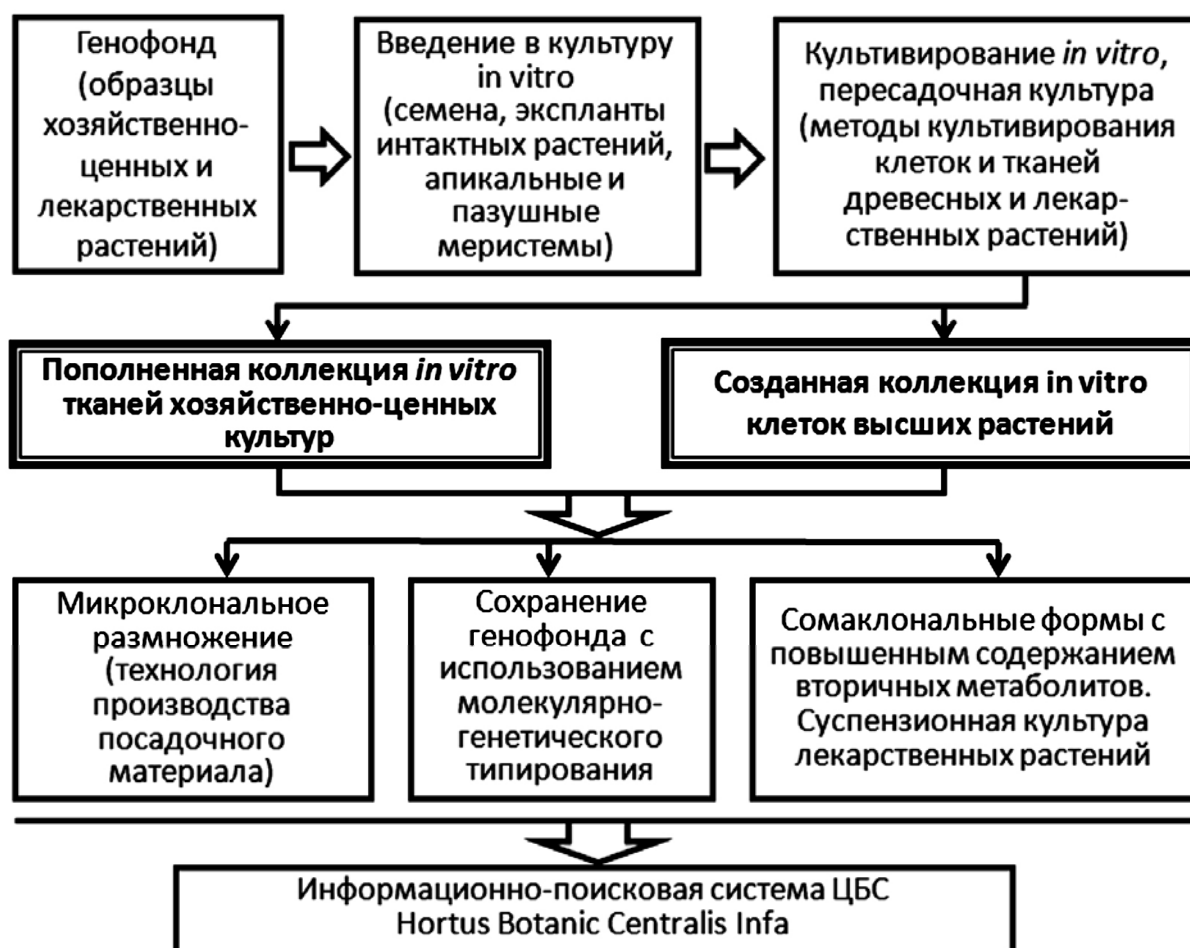 Генофонд
(образцы
хозяйственно-
ценных и
лекарственных
растений)
Введение в культуру
in vitro
(семена, экспланты
интактных растений,
апикальные и
пазушные
меристемы)
Культивирование in vitro,
пересадочная культура
(методы культивирования
клеток и тканей
древесных и лекар-
ственных растений)
Пополненная коллекция in vitro
тканей хозяйственно-ценных
культур
Созданная коллекция in vitro
клеток высших растений
Микроклональное
размножение
(технология
производства
посадочного
материала)
Сохранение
генофонда с
использованием
молекулярно-
генетического
типирования
Сомаклональные формы с
повышенным содержанием
вторичных метаболитов.
Суспензионная культура
лекарственных растений
Информационно-поисковая система ЦБС
Hortus Botanic Centralis Infa